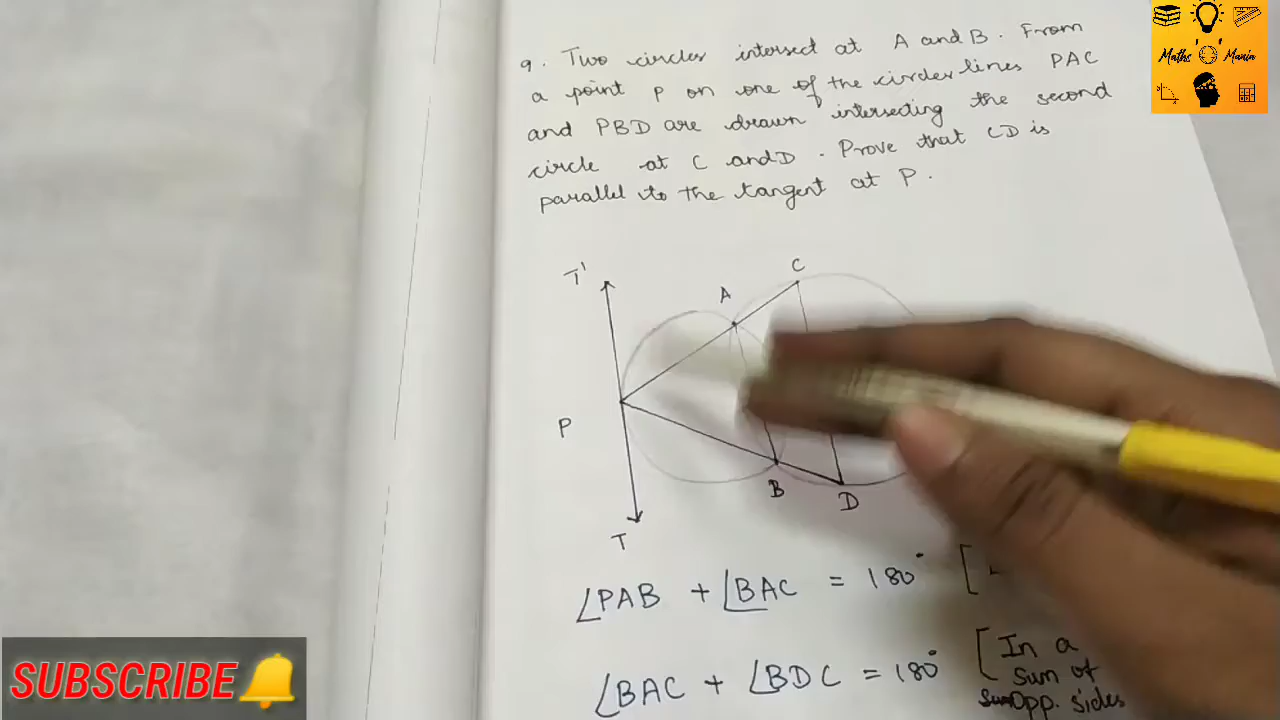 9. Two circles intersect at A and B. From
a point P on one of the circles lines PAC
and PBD are drawn intersecting the second
circle at C and D. Prove that CD is
parallel to the tangent at P.
T'
C
A
P
B
D
T
∠PAB + ∠BAC = 180° [
∠BAC + ∠BDC = 180° [In a
sum of
Opp. sides
Maths Mania
SUBSCRIBE